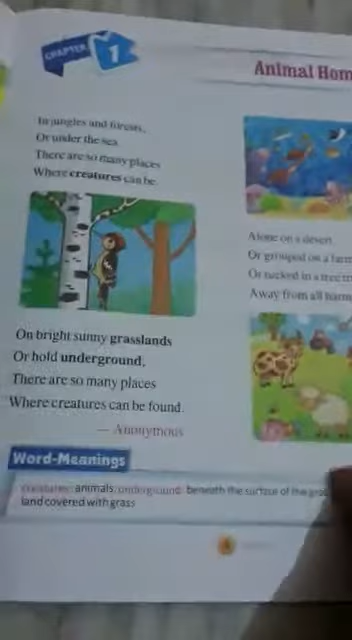 CHAPTER 1
Animal Hom
In jungles and forests,
Or under the sea
There are so many places
Where creatures can be.
On bright sunny grasslands
Or hold underground,
There are so many places
Where creatures can be found.
— Anonymous
Alone on a desert
Or grouped on a farm
Or tucked in a tree
Away from all harm
Word-Meanings
creatures: animals underground: beneath the surface of the
land covered with grass